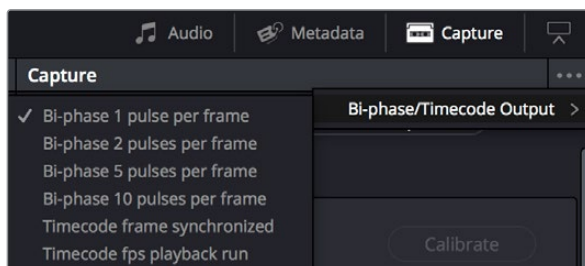 Audio Metadata Capture
Capture
Bi-phase/Timecode Output
Bi-phase 1 pulse per frame
Bi-phase 2 pulses per frame
Bi-phase 5 pulses per frame
Bi-phase 10 pulses per frame
Timecode frame synchronized
Timecode fps playback run
Calibrate